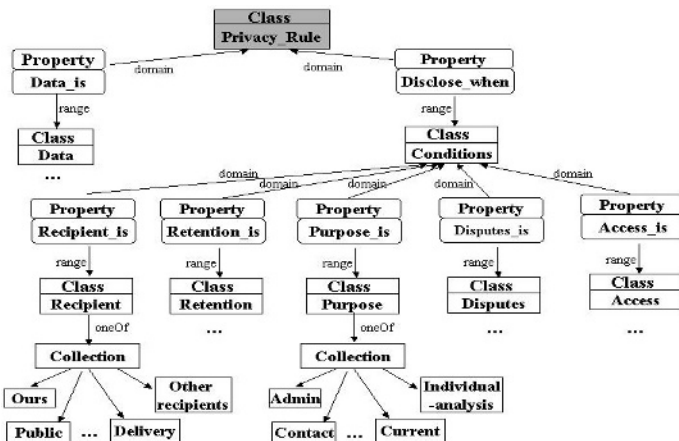 Class
Privacy_Rule
Property
Data_is
domain
domain
Property
Disclose_when
range
Class
Data
...
range
Class
Conditions
domain
domain
domain
domain
domain
Property
Recipient_is
Property
Retention_is
Property
Purpose_is
Property
Disputes_is
Property
Access_is
range
Class
Recipient
range
Class
Retention
...
range
Class
Purpose
range
Class
Disputes
...
range
Class
Access
...
oneOf
Collection
oneOf
Collection
Ours
Public
...
Delivery
Other
recipients
Admin
Contact
...
Current
Individual
-analysis